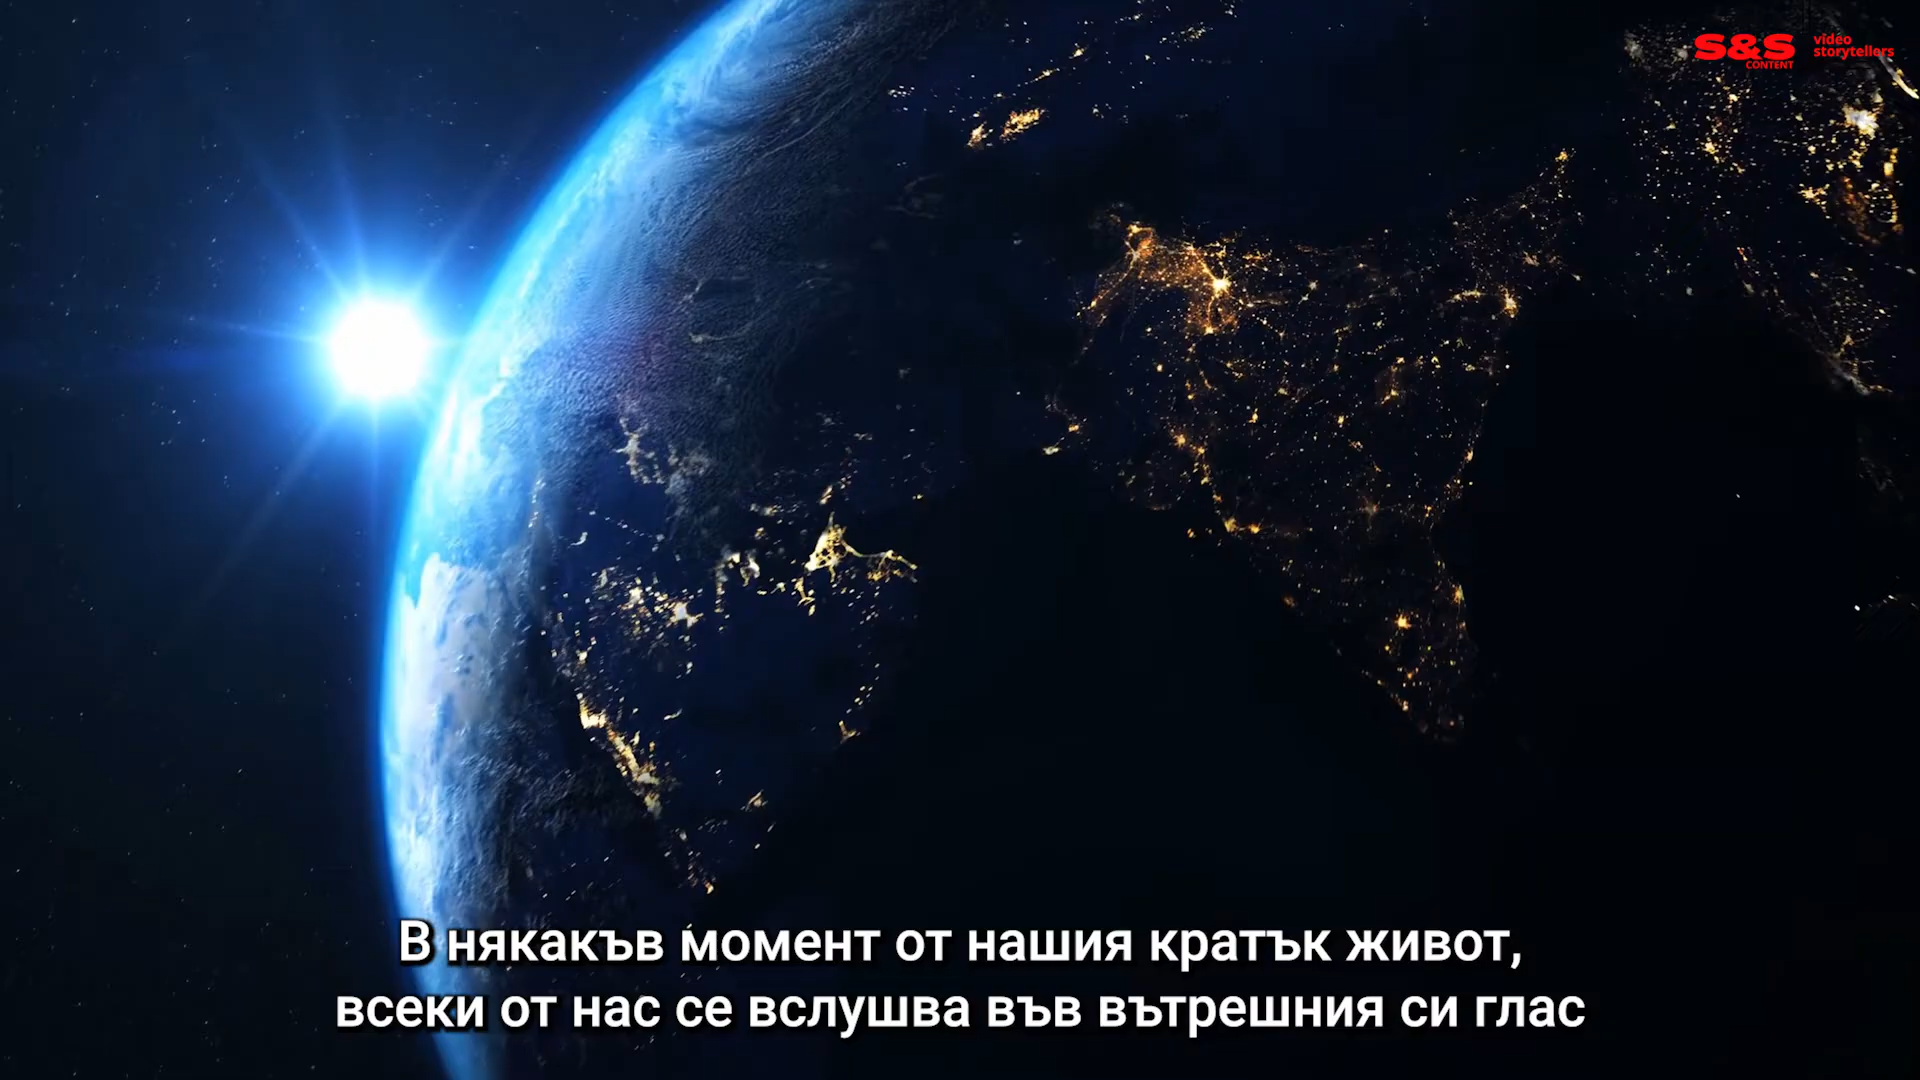 S&S
CONTENT
video
storytellers
В някакъв момент от нашия кратък живот,
всеки от нас се вслушва във вътрешния си глас